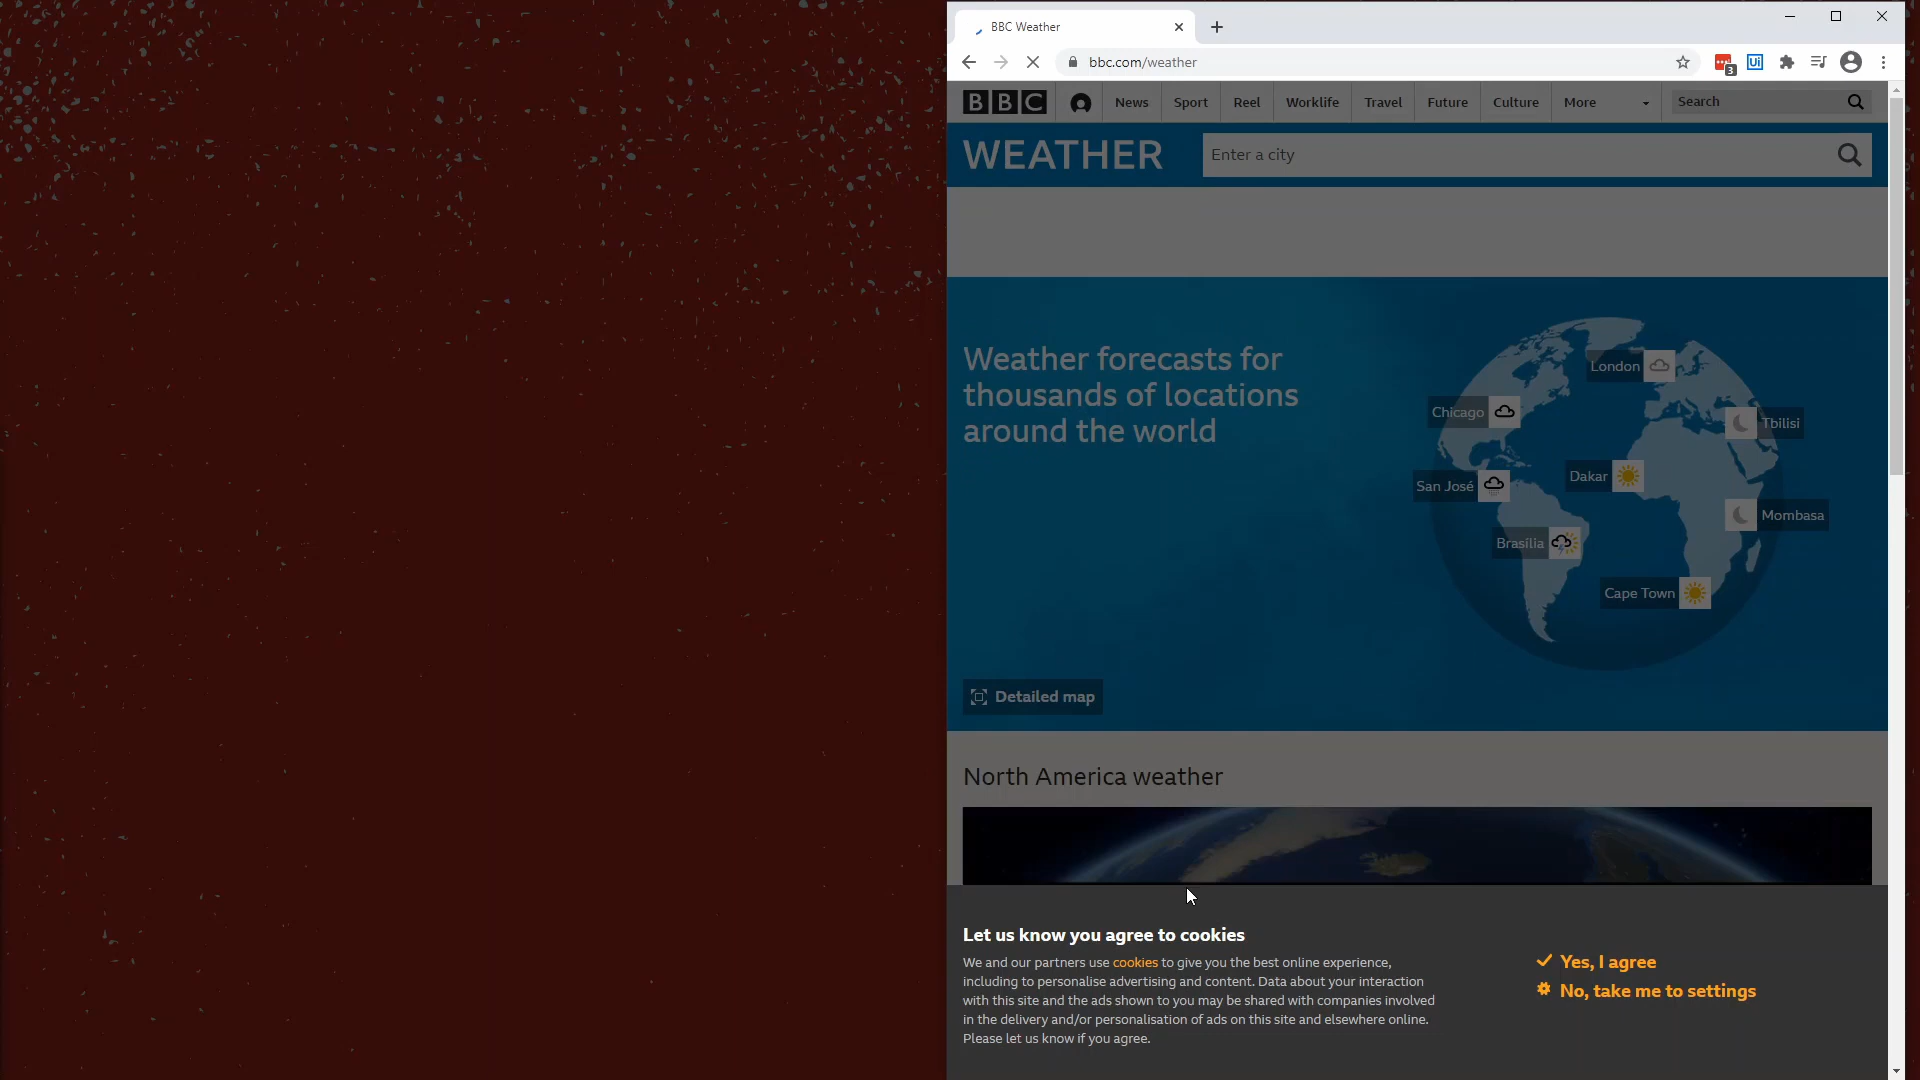 BBC Weather
bbc.com/weather
3
Ui
BBC
News
Sport
Reel
Worklife
Travel
Future
Culture
More
Search
WEATHER
Enter a city
Weather forecasts for
thousands of locations
around the world
London
Chicago
Tbilisi
San José
Dakar
Mombasa
Brasília
Cape Town
Detailed map
North America weather
Let us know you agree to cookies
We and our partners use cookies to give you the best online experience,
including to personalise advertising and content. Data about your interaction
with this site and the ads shown to you may be shared with companies involved
in the delivery and/or personalisation of ads on this site and elsewhere online.
Please let us know if you agree.
Yes, I agree
No, take me to settings